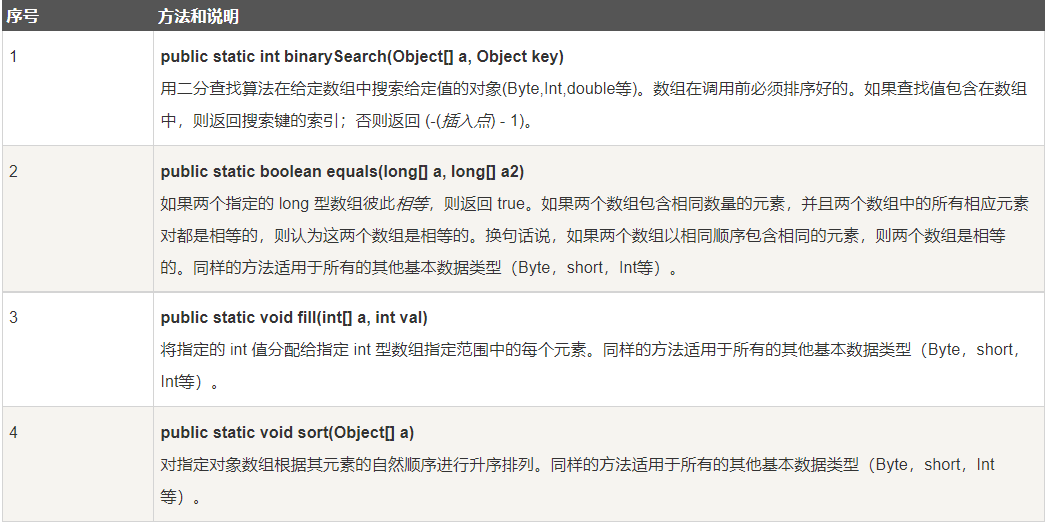 序号 方法和说明
1 public static int binarySearch(Object[] a, Object key)
用二分查找算法在给定数组中搜索给定值的对象(Byte,Int,double等)。数组在调用前必须排序好的。如果查找值包含在数组
中，则返回搜索键的索引；否则返回 (-(插入点) - 1)。
2 public static boolean equals(long[] a, long[] a2)
如果两个指定的 long 型数组彼此相等，则返回 true。如果两个数组包含相同数量的元素，并且两个数组中的所有相应元素
对都是相等的，则认为这两个数组是相等的。换句话说，如果两个数组以相同顺序包含相同的元素，则两个数组是相等
的。同样的方法适用于所有的其他基本数据类型（Byte，short，Int等）。
3 public static void fill(int[] a, int val)
将指定的 int 值分配给指定 int 型数组指定范围中的每个元素。同样的方法适用于所有的其他基本数据类型（Byte，short，
Int等）。
4 public static void sort(Object[] a)
对指定对象数组根据其元素的自然顺序进行升序排列。同样的方法适用于所有的其他基本数据类型（Byte，short，Int
等）。